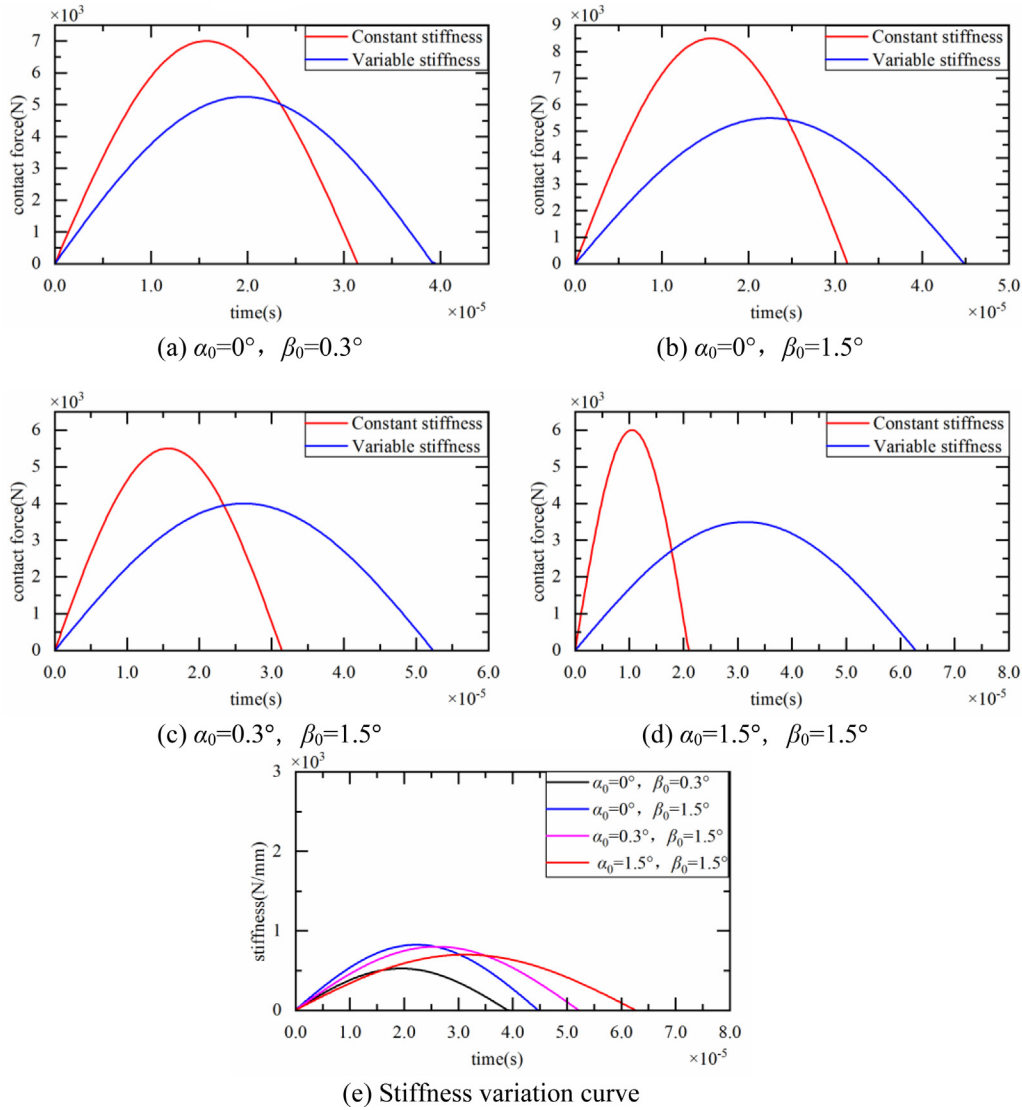 ×10³
7
6
5
4
3
2
1
0
contact force(N)
Constant stiffness
Variable stiffness
0.0 1.0 2.0 3.0 4.0
time(s)
×10⁻⁵
(a) α₀=0°，β₀=0.3°
×10³
9
8
7
6
5
4
3
2
1
0
contact force(N)
Constant stiffness
Variable stiffness
0.0 1.0 2.0 3.0 4.0 5.0
time(s)
×10⁻⁵
(b) α₀=0°，β₀=1.5°
×10³
6
5
4
3
2
1
0
contact force(N)
Constant stiffness
Variable stiffness
0.0 1.0 2.0 3.0 4.0 5.0 6.0
time(s)
×10⁻⁵
(c) α₀=0.3°，β₀=1.5°
×10³
6
5
4
3
2
1
0
contact force(N)
Constant stiffness
Variable stiffness
0.0 1.0 2.0 3.0 4.0 5.0 6.0 7.0 8.0
time(s)
×10⁻⁵
(d) α₀=1.5°，β₀=1.5°
×10³
3
2
1
0
stiffness(N/mm)
α₀=0°，β₀=0.3°
α₀=0°，β₀=1.5°
α₀=0.3°，β₀=1.5°
α₀=1.5°，β₀=1.5°
0.0 1.0 2.0 3.0 4.0 5.0 6.0 7.0 8.0
time(s)
×10⁻⁵
(e) Stiffness variation curve